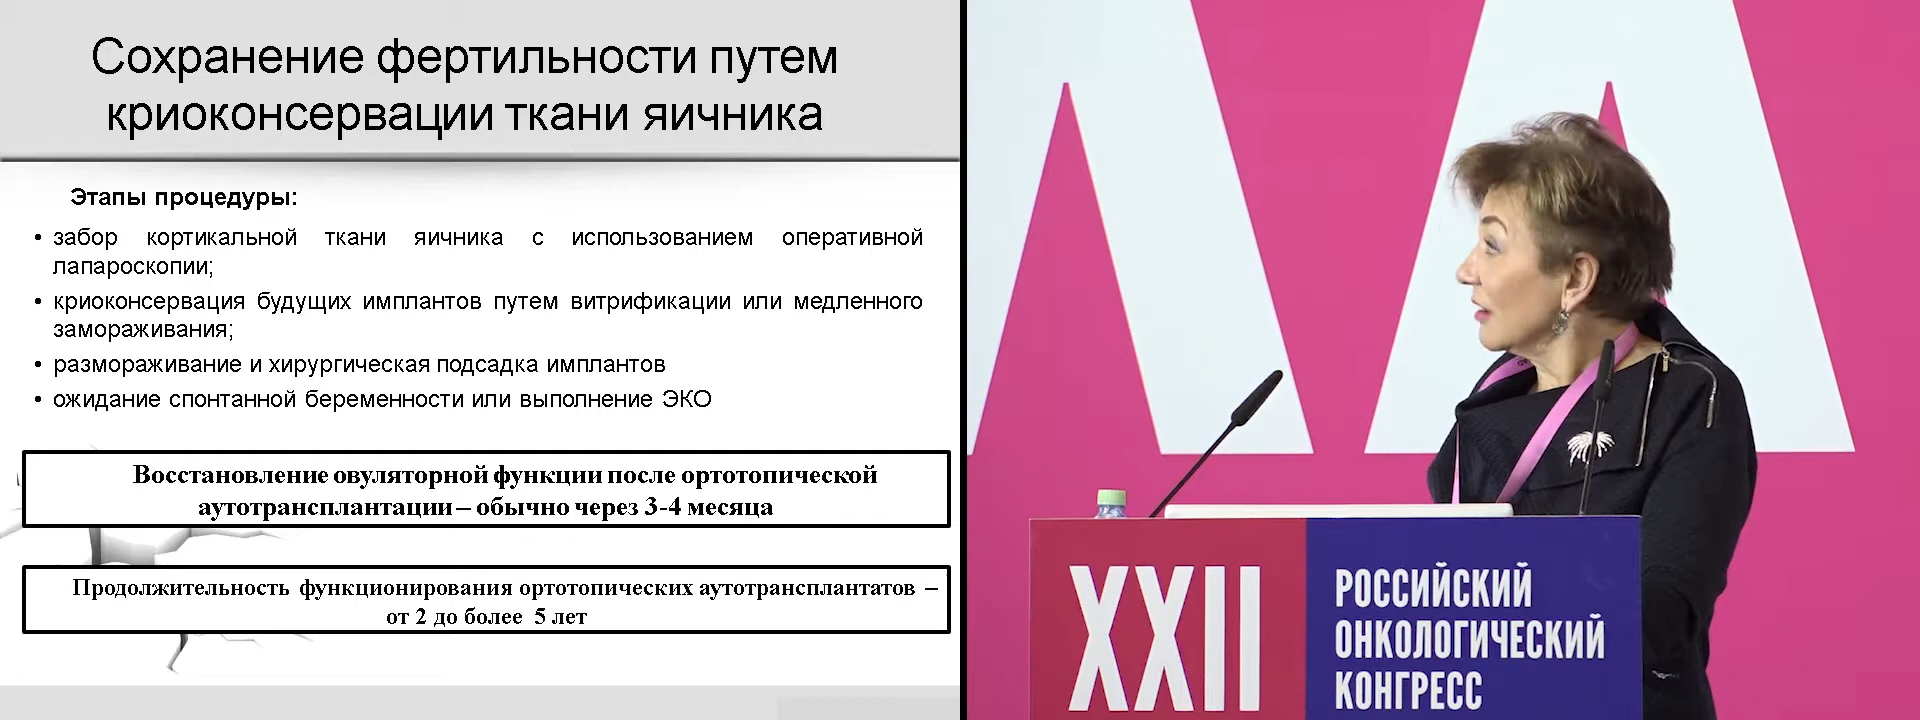 Сохранение фертильности путем
криоконсервации ткани яичника
Этапы процедуры:
• забор кортикальной ткани яичника с использованием оперативной
лапароскопии;
• криоконсервация будущих имплантов путем витрификации или медленного
замораживания;
• размораживание и хирургическая подсадка имплантов
• ожидание спонтанной беременности или выполнение ЭКО
Восстановление овуляторной функции после ортотопической
аутотрансплантации – обычно через 3-4 месяца
Продолжительность функционирования ортотопических аутотрансплантатов –
от 2 до более 5 лет
XXII
РОССИЙСКИЙ
ОНКОЛОГИЧЕСКИЙ
КОНГРЕСС